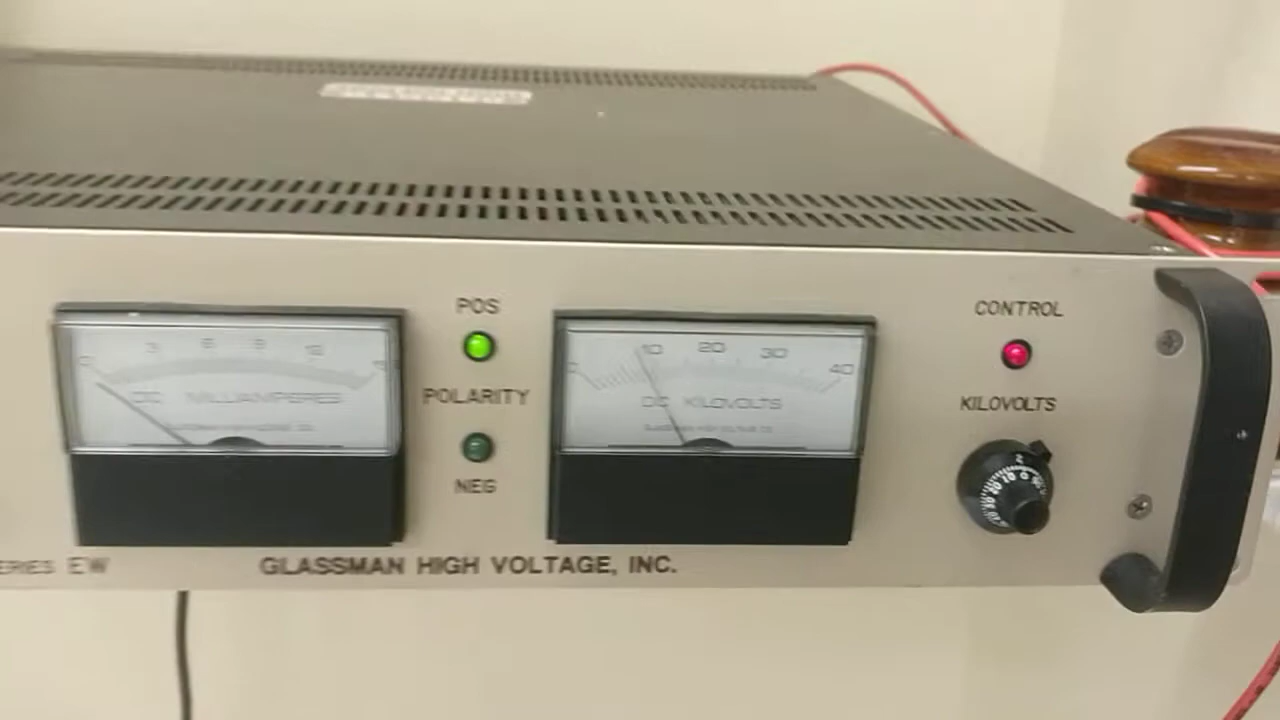 POS
CONTROL
0 3 6 9 12 15
0 10 20 30 40
DC MILLIAMPERES
POLARITY
DC KILOVOLTS
KILOVOLTS
NEG
ERIES EW
GLASSMAN HIGH VOLTAGE, INC.